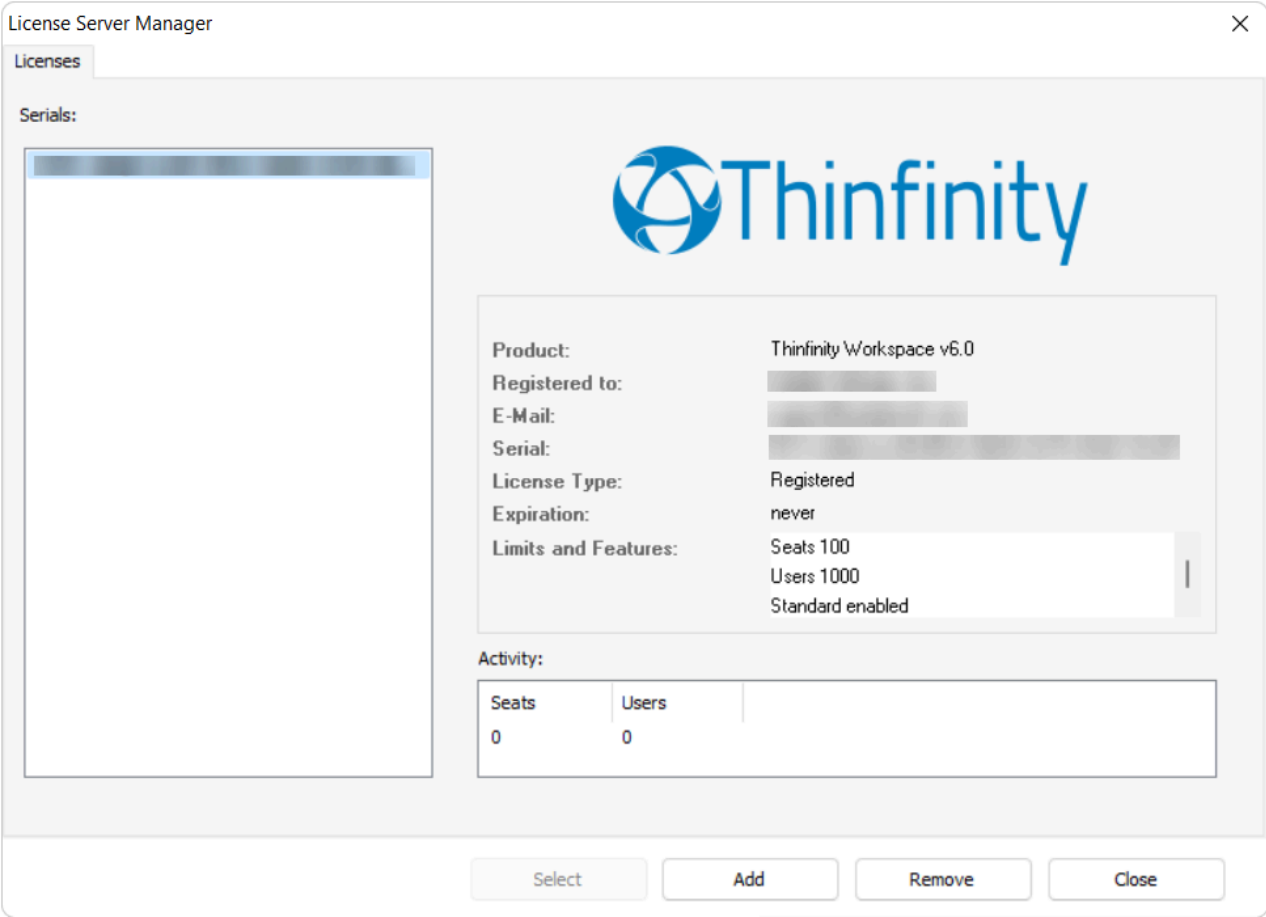 License Server Manager
Licenses
Serials:
Thinfinity
Product: Thinfinity Workspace v6.0
Registered to:
E-Mail:
Serial:
License Type: Registered
Expiration: never
Limits and Features: Seats 100
Users 1000
Standard enabled
Activity:
Seats Users
0 0
Select Add Remove Close